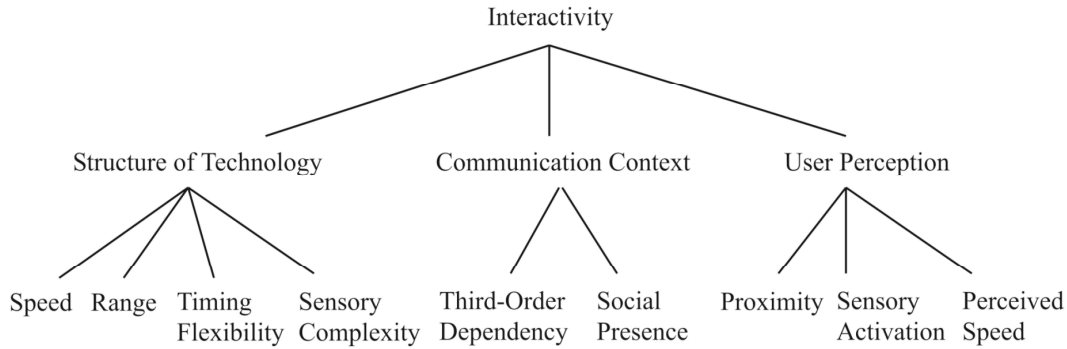 Interactivity
Structure of Technology
Communication Context
User Perception
Speed
Range
Timing
Flexibility
Sensory
Complexity
Third-Order
Dependency
Social
Presence
Proximity
Sensory
Activation
Perceived
Speed